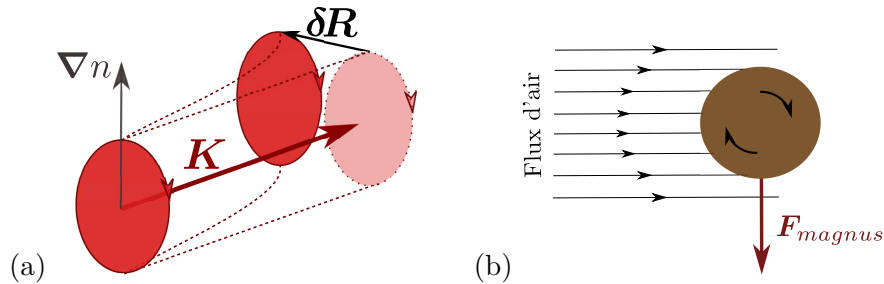 δR
∇n
K
(a)
Flux d'air
F_magnus
(b)